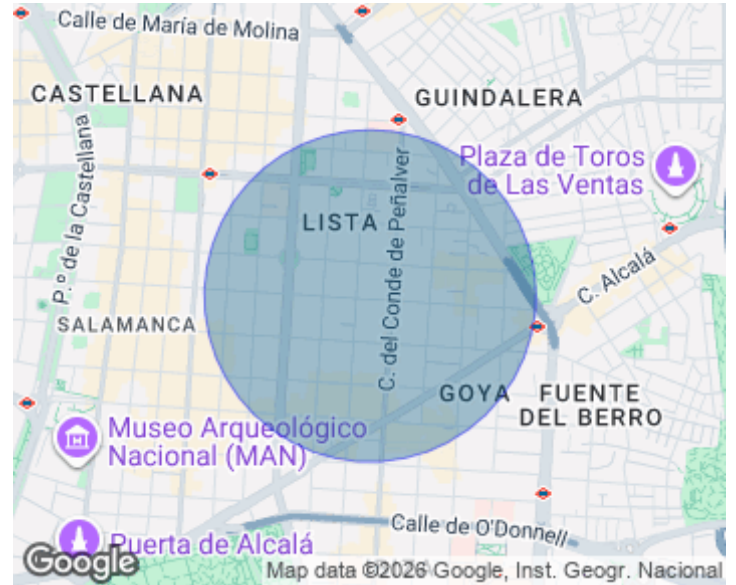 Calle de María de Molina
CASTELLANA
GUINDALERA
Plaza de Toros
de Las Ventas
P.º de la Castellana
LISTA
C. del Conde de Peñalver
C. Alcalá
SALAMANCA
GOYA
FUENTE
DEL BERRO
Museo Arqueológico
Nacional (MAN)
Calle de O'Donnell
Puerta de Alcalá
Google
Map data ©2026 Google, Inst. Geogr. Nacional